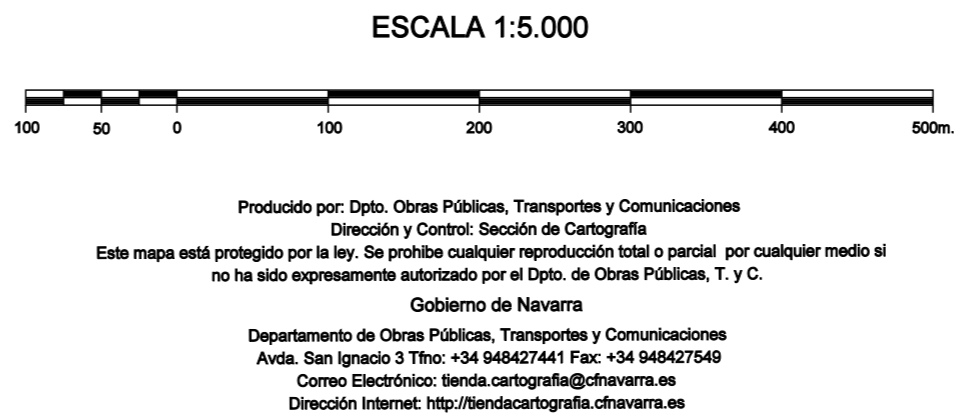 ESCALA 1:5.000
100 50 0 100 200 300 400 500m.
Producido por: Dpto. Obras Públicas, Transportes y Comunicaciones
Dirección y Control: Sección de Cartografía
Este mapa está protegido por la ley. Se prohibe cualquier reproducción total o parcial por cualquier medio si
no ha sido expresamente autorizado por el Dpto. de Obras Públicas, T. y C.
Gobierno de Navarra
Departamento de Obras Públicas, Transportes y Comunicaciones
Avda. San Ignacio 3 Tfno: +34 948427441 Fax: +34 948427549
Correo Electrónico: tienda.cartografia@cfnavarra.es
Dirección Internet: http://tiendacartografia.cfnavarra.es